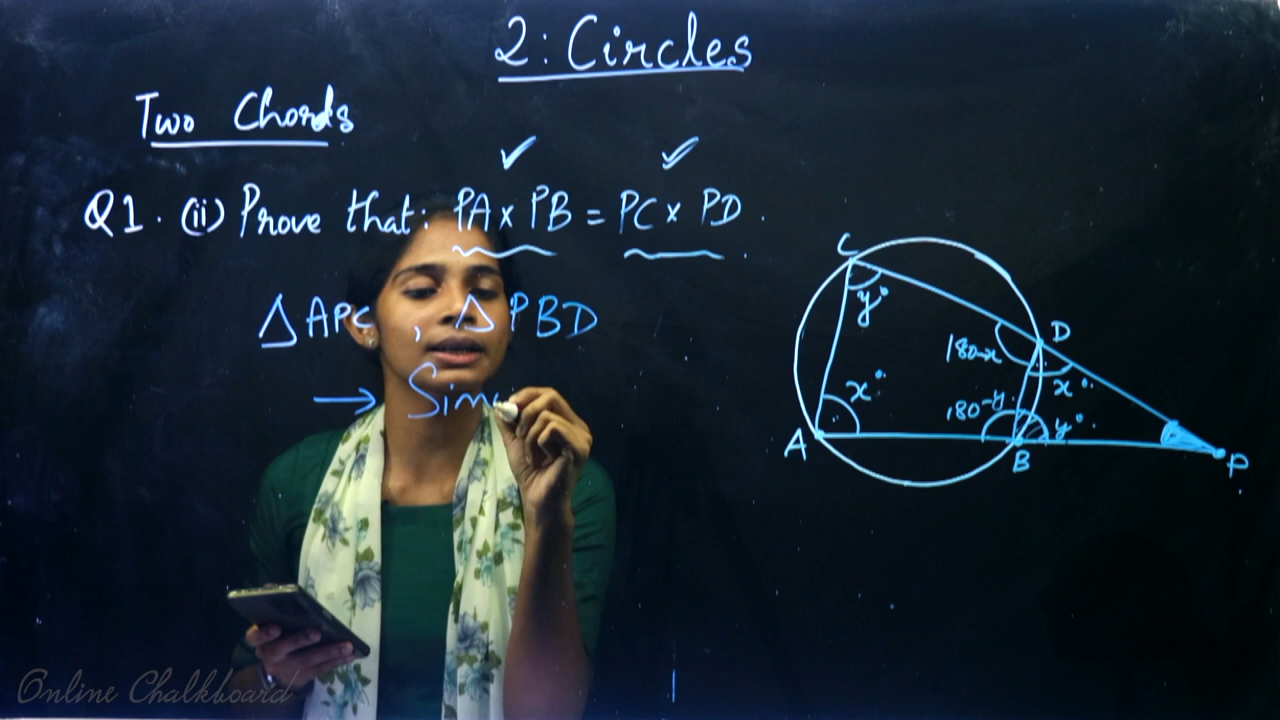 2: Circles
Two Chords
Q1. (ii) Prove that: PA x PB = PC x PD.
△APC , △PBD
→ Sim
C
y°
D
180-x
x°
x°
180-y
y°
A
B
P
Online Chalkboard